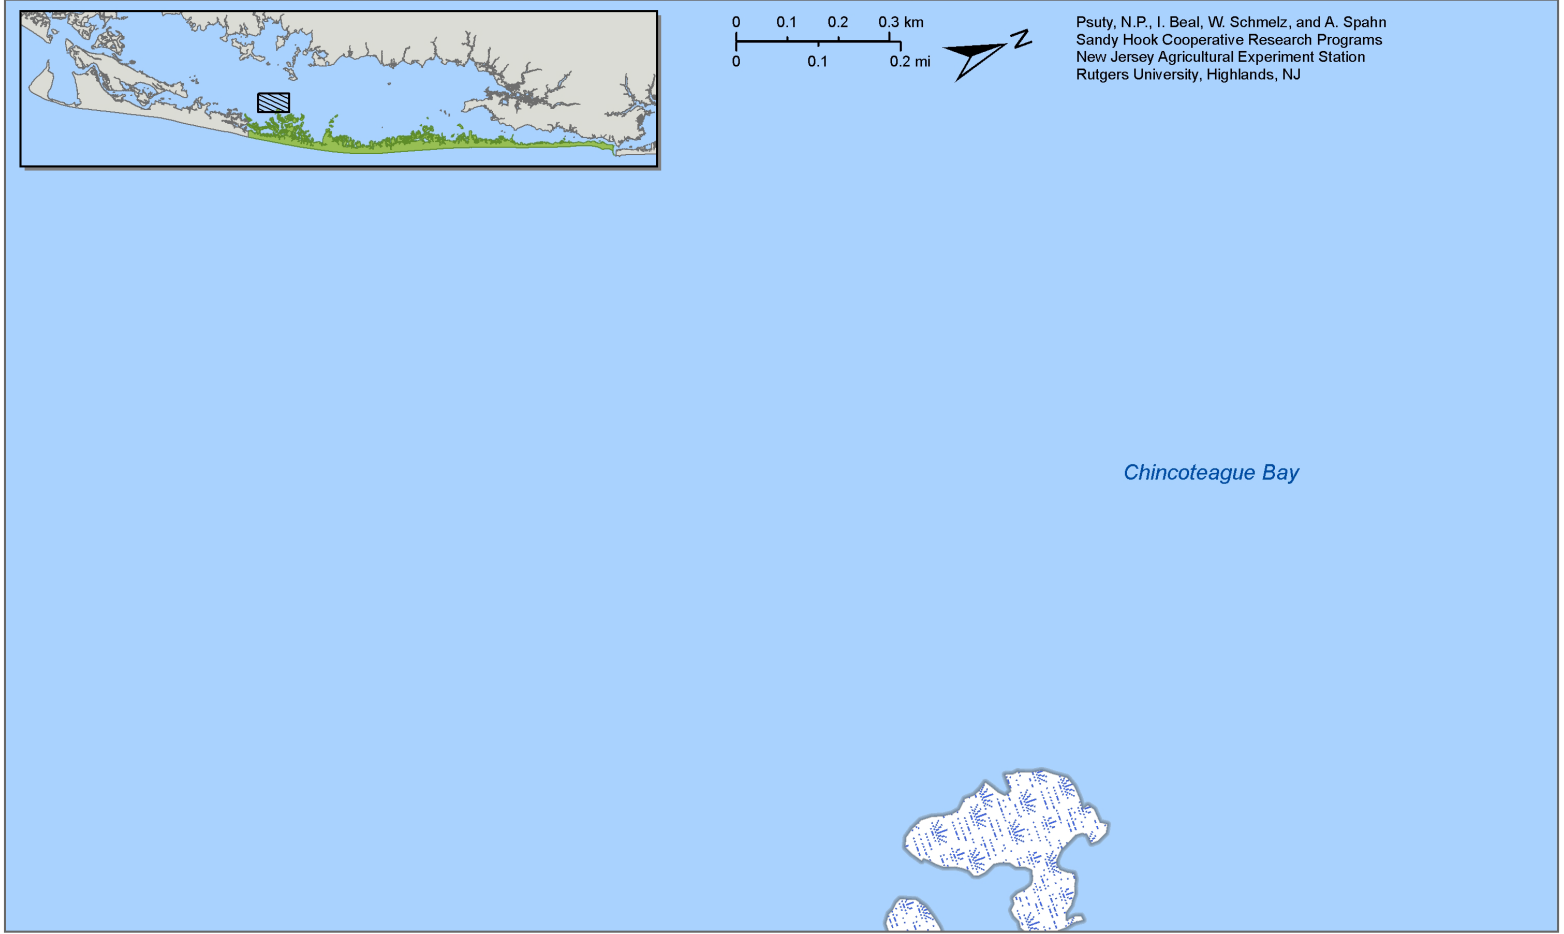 0 0.1 0.2 0.3 km
0 0.1 0.2 mi
N
Psuty, N.P., I. Beal, W. Schmelz, and A. Spahn
Sandy Hook Cooperative Research Programs
New Jersey Agricultural Experiment Station
Rutgers University, Highlands, NJ
Chincoteague Bay